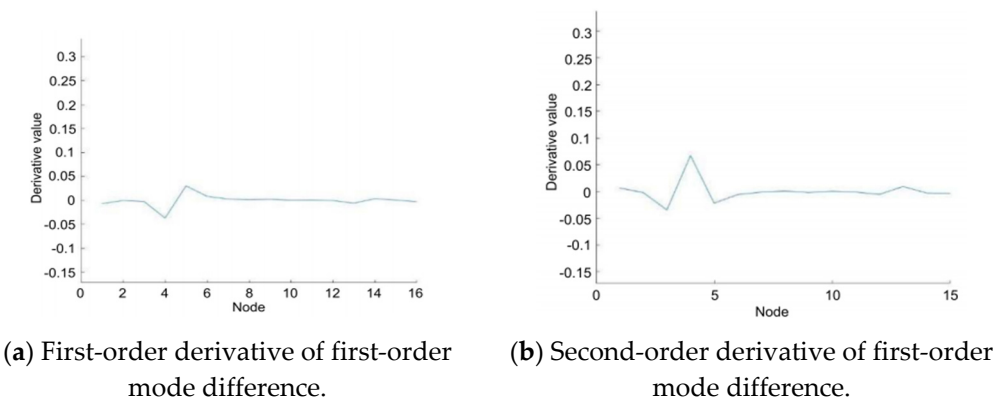 0.3
0.25
0.2
0.15
0.1
0.05
0
-0.05
-0.1
-0.15
Derivative value
0 2 4 6 8 10 12 14 16
Node
(a) First-order derivative of first-order
mode difference.
0.3
0.25
0.2
0.15
0.1
0.05
0
-0.05
-0.1
-0.15
Derivative value
0 5 10 15
Node
(b) Second-order derivative of first-order
mode difference.